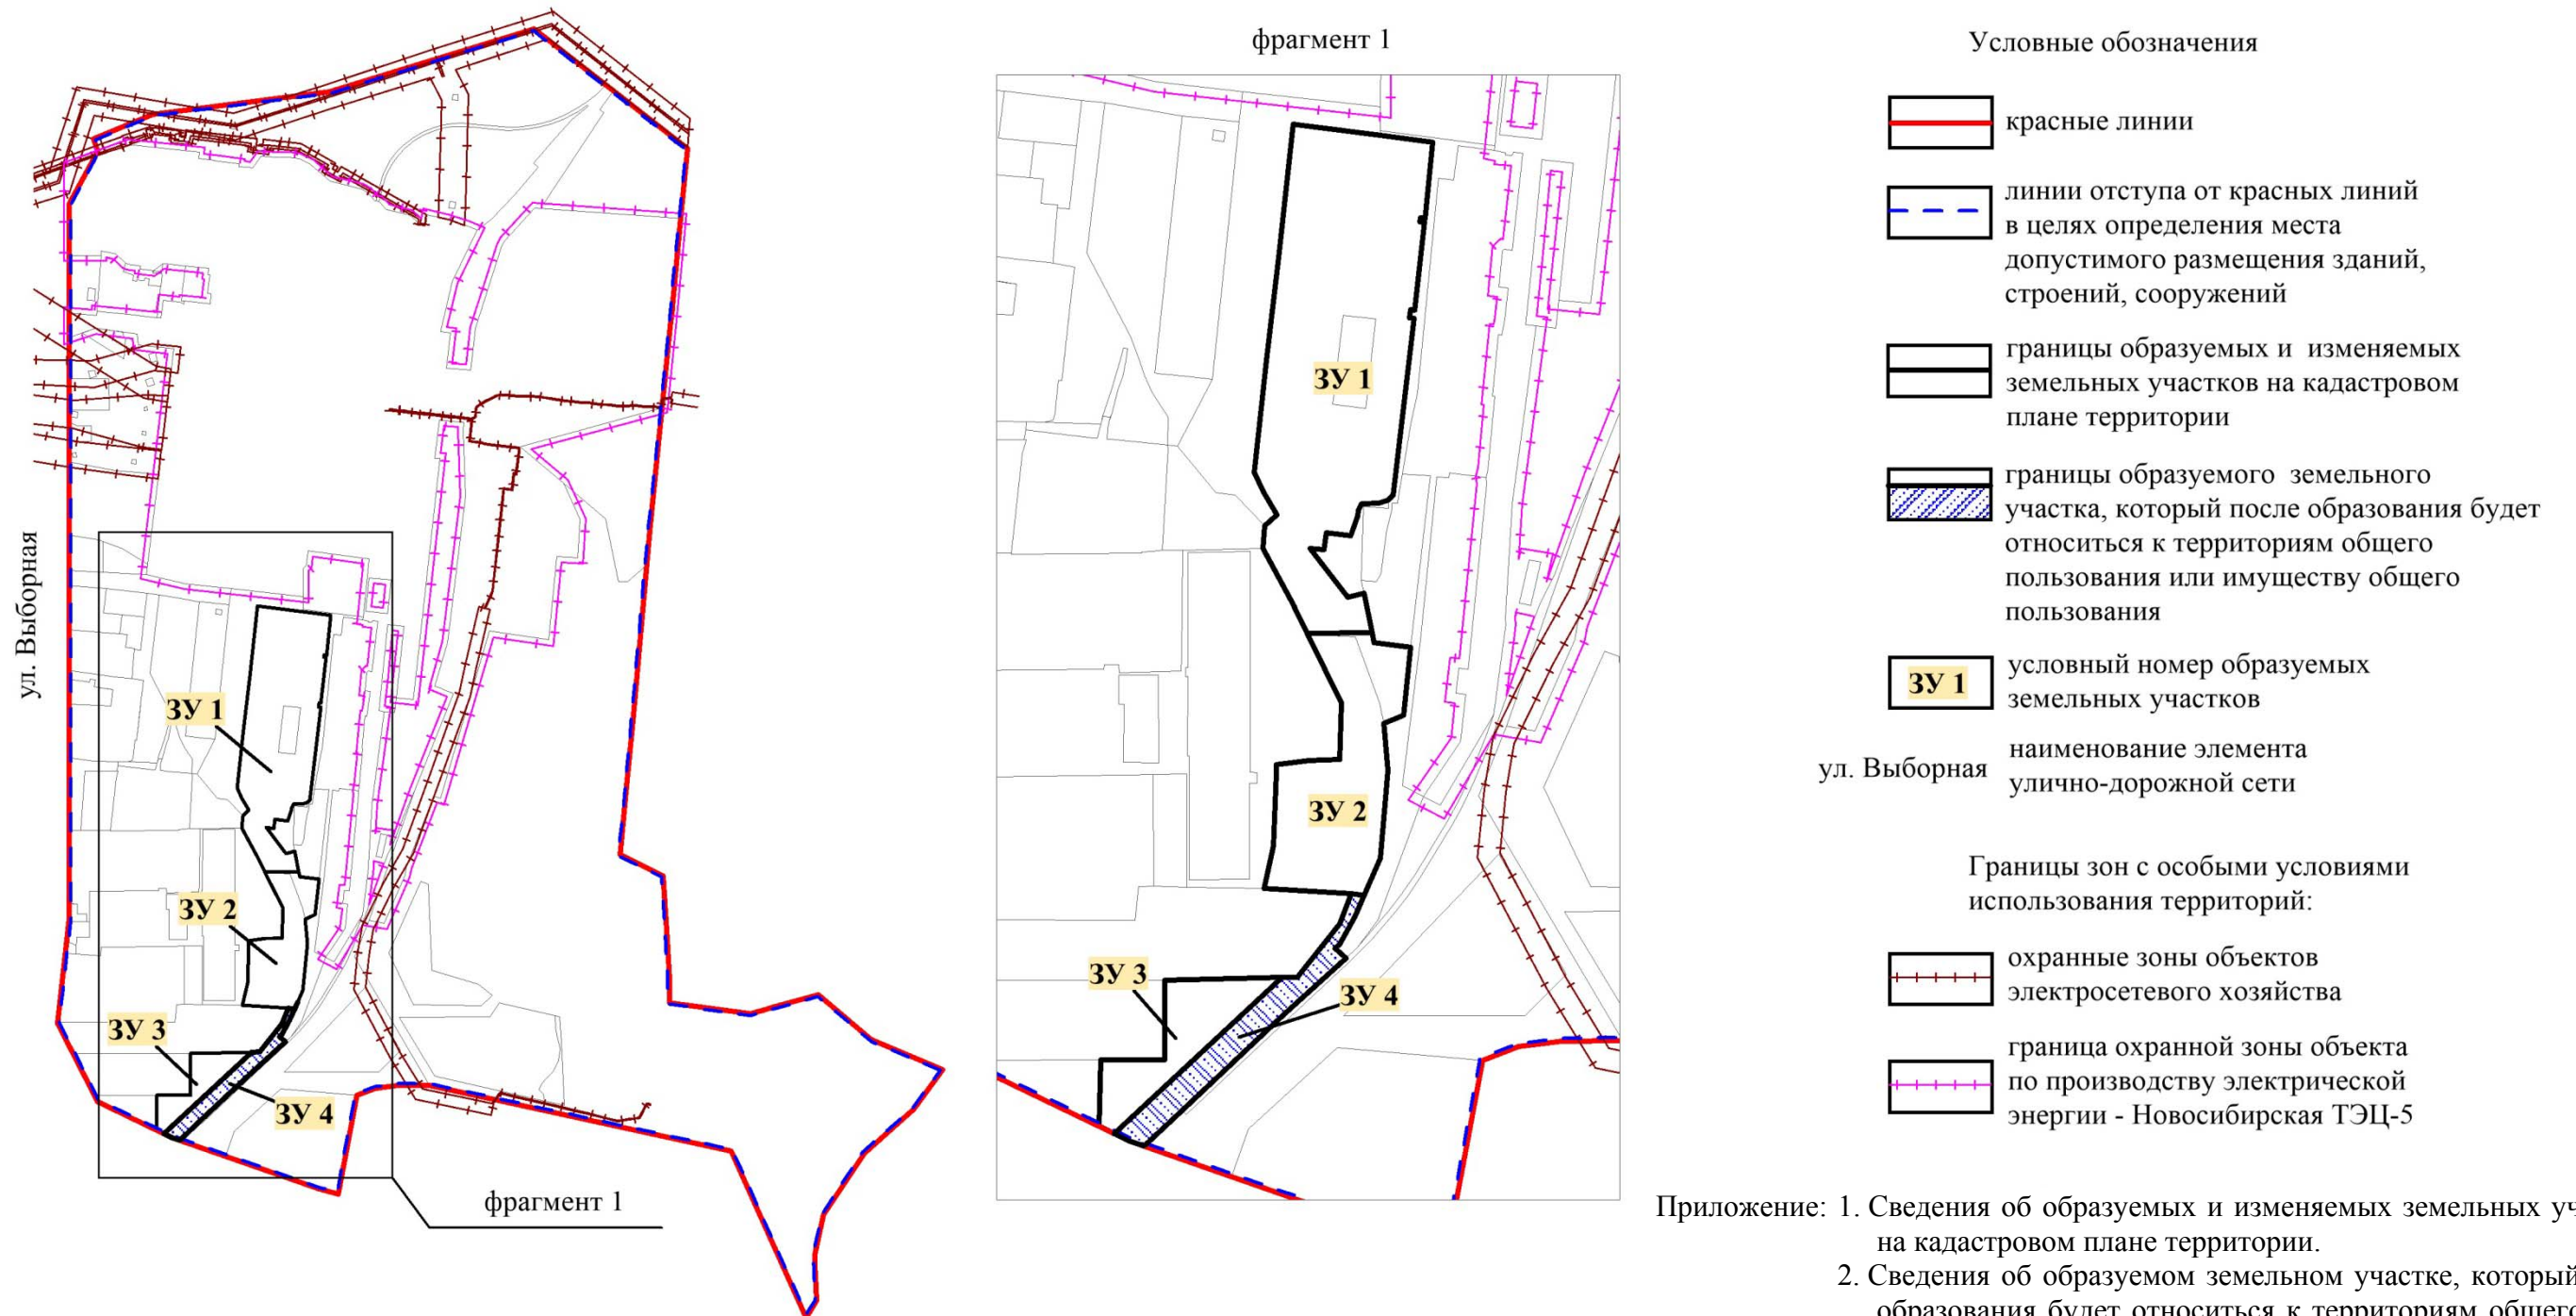 ул. Выборная
ЗУ 1
ЗУ 2
ЗУ 3
ЗУ 4
фрагмент 1
фрагмент 1
ЗУ 1
ЗУ 2
ЗУ 3
ЗУ 4
Условные обозначения
красные линии
линии отступа от красных линий
в целях определения места
допустимого размещения зданий,
строений, сооружений
границы образуемых и изменяемых
земельных участков на кадастровом
плане территории
границы образуемого земельного
участка, который после образования будет
относиться к территориям общего
пользования или имуществу общего
пользования
ЗУ 1
условный номер образуемых
земельных участков
ул. Выборная
наименование элемента
улично-дорожной сети
Границы зон с особыми условиями
использования территорий:
охранные зоны объектов
электросетевого хозяйства
граница охранной зоны объекта
по производству электрической
энергии - Новосибирская ТЭЦ-5
Приложение: 1. Сведения об образуемых и изменяемых земельных уч
на кадастровом плане территории.
2. Сведения об образуемом земельном участке, который
образования будет относиться к территориям общего